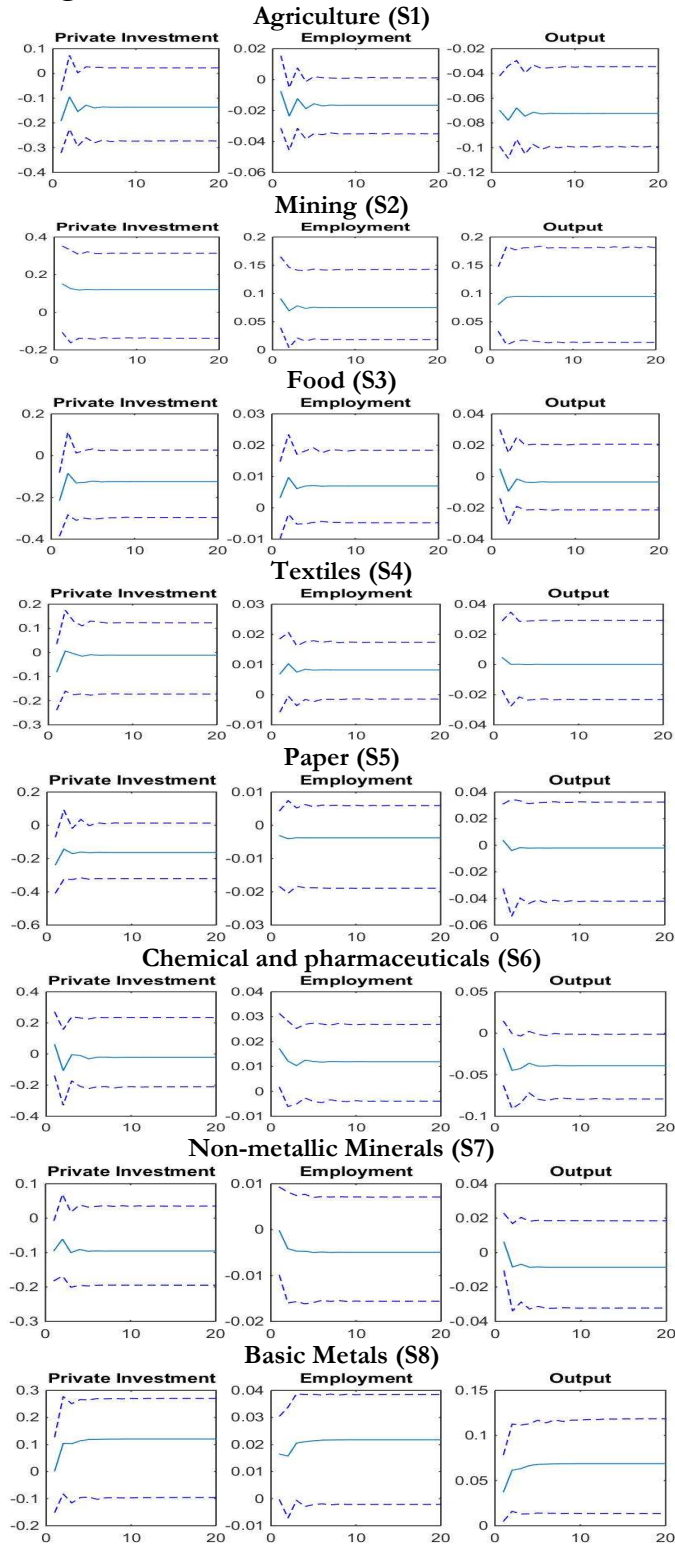 Agriculture (S1)
Private Investment Employment Output
0.1 0.02 -0.02
0 0 -0.04
-0.1 -0.02 -0.06
-0.2 -0.04 -0.08
-0.3 -0.06 -0.1
-0.4 -0.12
0 10 20 0 10 20 0 10 20
Mining (S2)
Private Investment Employment Output
0.4 0.2 0.2
0.2 0.15 0.15
0 0.1 0.1
-0.2 0.05 0.05
0 0
0 10 20 0 10 20 0 10 20
Food (S3)
Private Investment Employment Output
0.2 0.03 0.04
0 0.02 0.02
-0.2 0.01 0
-0.4 0 -0.02
-0.01 -0.04
0 10 20 0 10 20 0 10 20
Textiles (S4)
Private Investment Employment Output
0.2 0.03 0.04
0.1 0.02 0.02
0 0.01 0
-0.1 0 -0.02
-0.2 -0.01 -0.04
-0.3
0 10 20 0 10 20 0 10 20
Paper (S5)
Private Investment Employment Output
0.2 0.01 0.04
0 0 0.02
-0.2 -0.01 0
-0.4 -0.02 -0.02
-0.6 -0.03 -0.04
-0.06
0 10 20 0 10 20 0 10 20
Chemical and pharmaceuticals (S6)
Private Investment Employment Output
0.4 0.04 0.05
0.2 0.03 0
0 0.02 -0.05
-0.2 0.01 -0.1
-0.4 0
-0.01
0 10 20 0 10 20 0 10 20
Non-metallic Minerals (S7)
Private Investment Employment Output
0.1 0.01 0.04
0 0 0.02
-0.1 -0.01 0
-0.2 -0.02 -0.02
-0.3 -0.04
0 10 20 0 10 20 0 10 20
Basic Metals (S8)
Private Investment Employment Output
0.3 0.04 0.15
0.2 0.03 0.1
0.1 0.02 0.05
0 0.01 0
-0.1 0
-0.2 -0.01
0 10 20 0 10 20 0 10 20